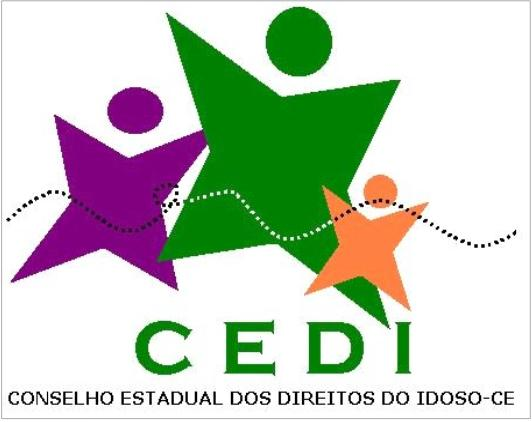 CEDI
CONSELHO ESTADUAL DOS DIREITOS DO IDOSO-CE